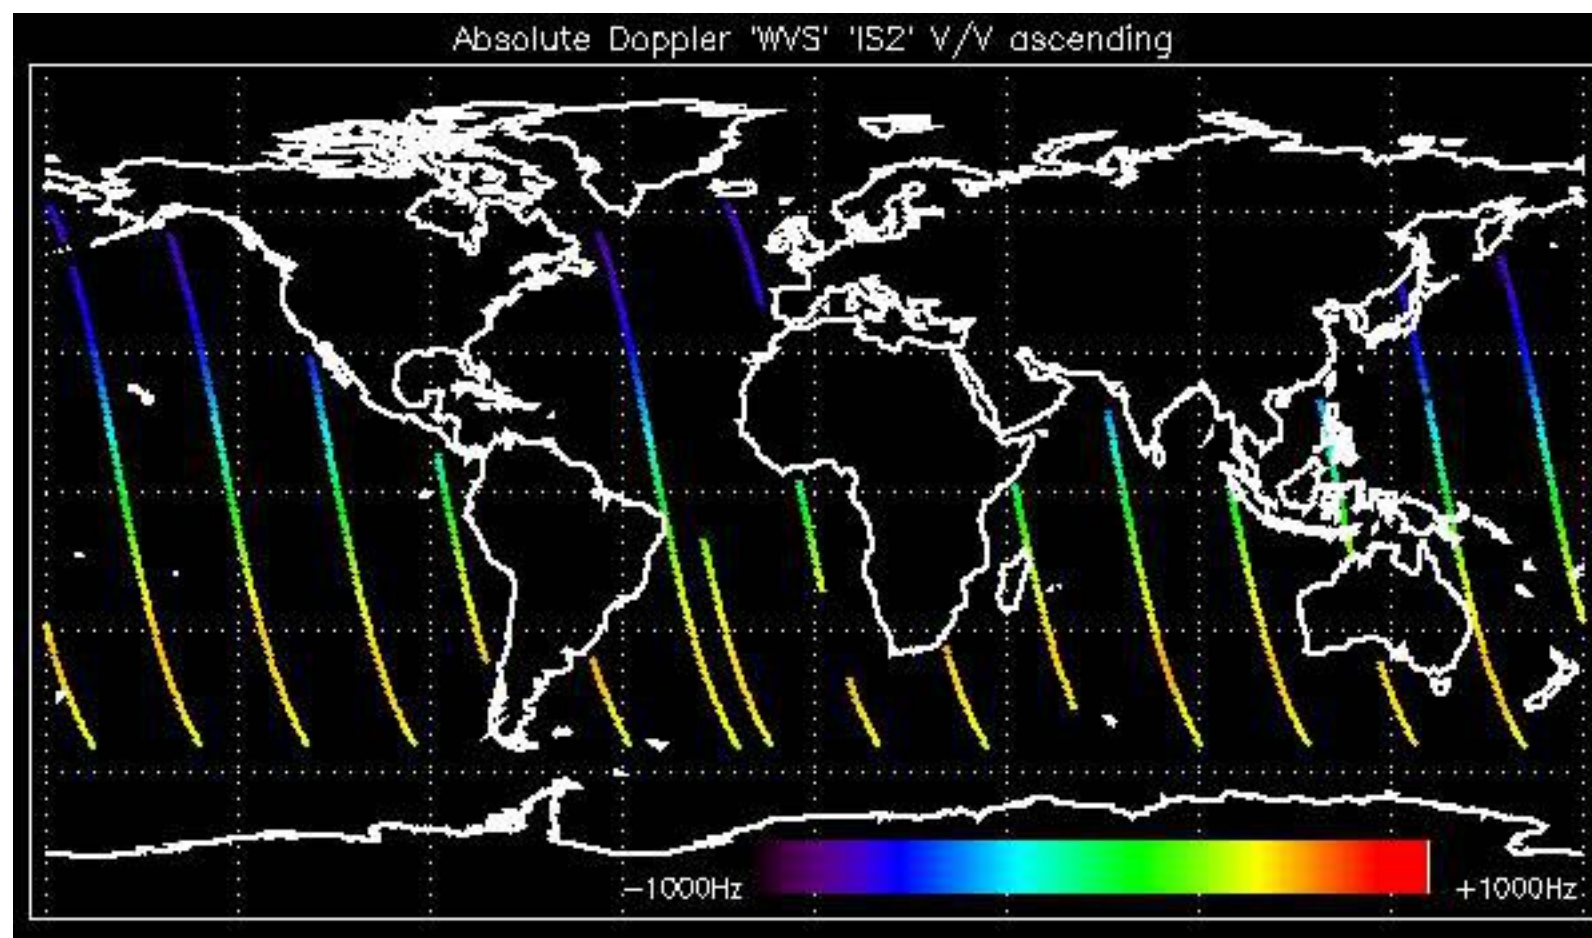 Absolute Doppler 'WVS' 'IS2' V/V ascending
-1000Hz +1000Hz